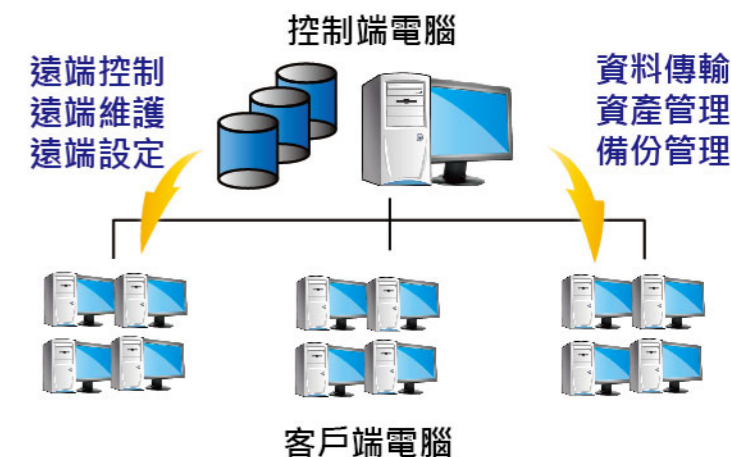 控制端電腦
遠端控制
遠端維護
遠端設定
資料傳輸
資產管理
備份管理
客戶端電腦